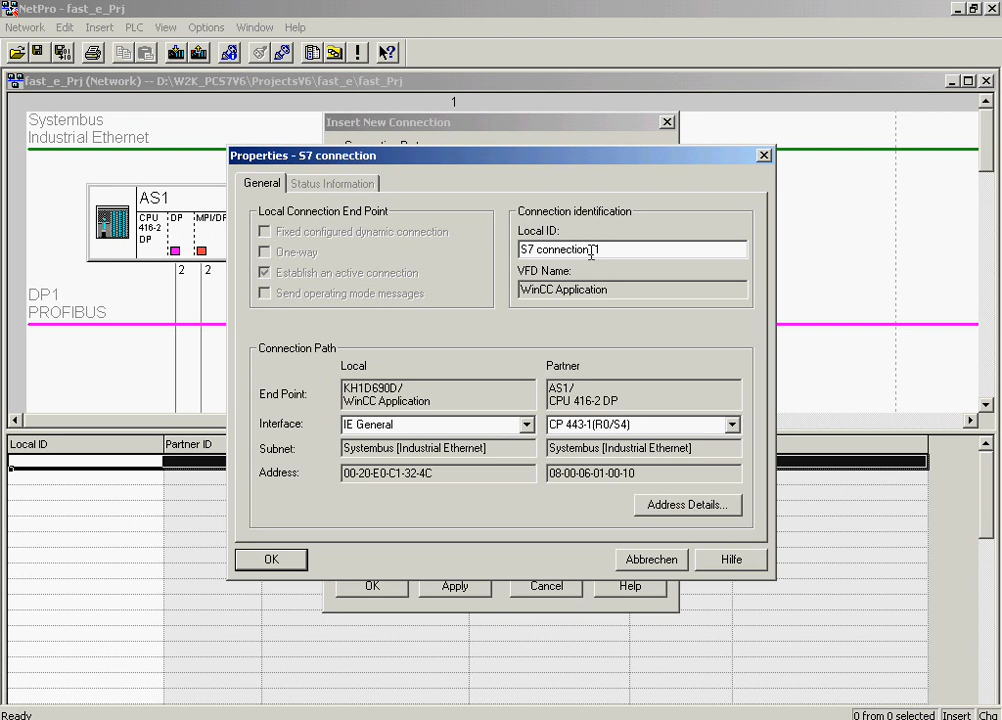 NetPro - fast_e_Prj
Network Edit Insert PLC View Options Window Help
fast_e_Prj (Network) -- D:\W2K_PCS7V6\ProjectsV6\fast_e\fast_Prj
1
Systembus
Industrial Ethernet
AS1
CPU
416-2
DP
DP
MPI/DP
2 2
DP1
PROFIBUS
Insert New Connection
Properties - S7 connection
General Status Information
Local Connection End Point
Fixed configured dynamic connection
One-way
Establish an active connection
Send operating mode messages
Connection identification
Local ID:
S7 connection_1
VFD Name:
WinCC Application
Connection Path
Local Partner
End Point:
KH1D690D/
WinCC Application
AS1/
CPU 416-2 DP
Interface: IE General CP 443-1(R0/S4)
Subnet: Systembus [Industrial Ethernet] Systembus [Industrial Ethernet]
Address: 00-20-E0-C1-32-4C 08-00-06-01-00-10
Address Details...
OK Abbrechen Hilfe
OK Apply Cancel Help
Local ID Partner ID
Ready 0 from 0 selected Insert Chg